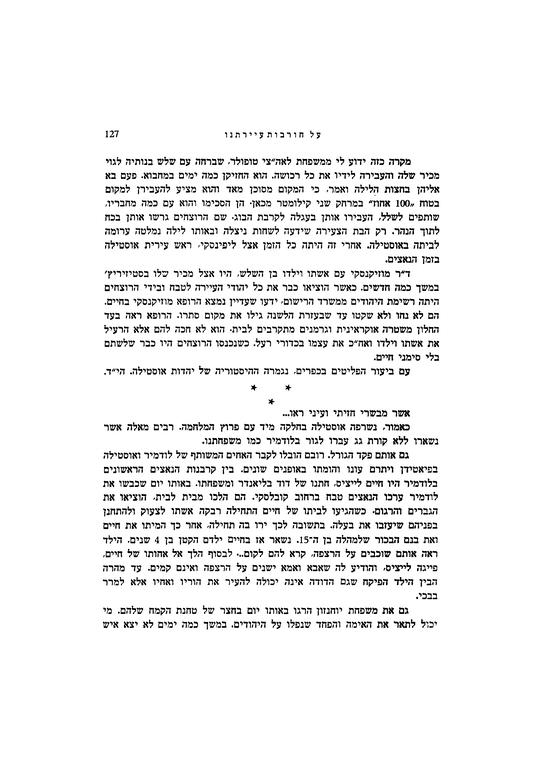 על חורבות עיירתנו 127
מקרה כזה ידוע לי ממשפחת לאה־צי טופולר, שברחה עם שלש בנותיה לגוי
מכיר שלה והעבירה לידיו את כל רכושה. הוא החזיקן כמה ימים במחבוא. פעם בא
אליהן בחצות הלילה ואמר, כי המקום מסוכן מאד והוא מציע להעבירן למקום
בטוח „100 אחוז” במרחק שני קילומטר מכאן. הן הסכימו והוא עם כמה מחבריו,
שותפים לשלל, העבירו אותן בעגלה לקרבת הבוג. שם הרוצחים גרשו אותן בכח
לתוך הנהר. רק הבת הצעירה שידעה לשחות ניצלה ובאותו לילה נמלטה ערומה
לביתה באוסטילה. אחרי זה היתה כל הזמן אצל ליפינסקי, ראש עירית אוסטילה
בזמן הנאצים.
ד״ר מוזיקנסקי עם אשתו וילדו בן השלש, היו אצל מכיר שלו בסטיזיריץ׳
במשך כמה חדשים. כאשר הוציאו כבר את כל יהודי העיירה לטבח ובידי הרוצחים
היתה רשימת היהודים ממשרד הרישום, ידעו שעדיין נמצא הרופא מוזיקנסקי בחיים.
הם לא נחו ולא שקטו עד שבעזרת הלשנה גילו את מקום סתרו. הרופא ראה בעד
החלון משטרה אוקראינית וגרמנים מתקרבים לבית. הוא לא חכה להם אלא הרעיל
את אשתו וילדו ואח״כ את עצמו בכדורי רעל. כשנכנסו הרוצחים היו כבר שלשתם
בלי סימני חיים.
עם ביעור הפליטים בכפרים, נגמרה ההיסטוריה של יהדות אוסטילה. הי״ד.
* *
*
אשר מבשרי חזיתי ועיני ראו...
כאמור, נשרפה אוסטילה בחלקה מיד עם פרוץ המלחמה. רבים מאלה אשר
נשארו ללא קורת גג עברו לגור בלודמיר כמו משפחתנו.
גם אותם פקד הגורל. רובם הובלו לקבר האחים המשותף של לודמיר ואוסטילה
בפיאטידן ויתרם עונו והומתו באופנים שונים. בין קרבנות הנאצים הראשונים
בלודמיר היו חיים לייציס, חתנו של דוד בליאנדר ומשפחתו. באותו יום שכבשו את
לודמיר ערכו הנאצים טבח ברחוב קובלסקי. הם הלכו מבית לבית, הוציאו את
הגברים והרגום. כשהגיעו לביתו של חיים התחילה רבקה אשתו לצעוק ולהתחנן
בפניהם שיעזבו את בעלה. בתשובה לכך ירו בה תחילה, אחר כך המיתו את חיים
ואת בנם הבכור שלמהלה בן ה־15. נשאר אז בחיים ילדם הקטן בן 4 שנים. הילד
ראה אותם שוכבים על הרצפה, קרא להם לקום... לבסוף הלך אל אחותו של חיים,
פייגה לייציס, והודיע לה שאבא ואמא ישנים על הרצפה ואינם קמים. עד מהרה
הבין הילד הפיקח שגם הדודה אינה יכולה להעיר את הוריו ואחיו אלא למרר
בבכי.
גם את משפחת יוחנזון הרגו באותו יום בחצר של טחנת הקמח שלהם. מי
יכול לתאר את האימה והפחד שנפלו על היהודים. במשך כמה ימים לא יצא איש